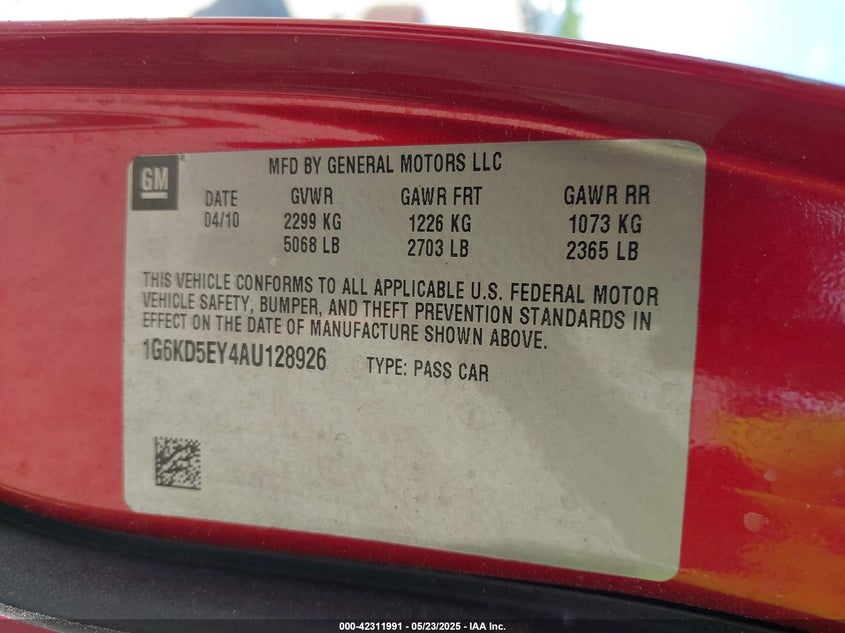 GM
MFD BY GENERAL MOTORS LLC
DATE GVWR GAWR FRT GAWR RR
04/10 2299 KG 1226 KG 1073 KG
5068 LB 2703 LB 2365 LB
THIS VEHICLE CONFORMS TO ALL APPLICABLE U.S. FEDERAL MOTOR
VEHICLE SAFETY, BUMPER, AND THEFT PREVENTION STANDARDS IN
EFFECT ON THE DATE OF MANUFACTURE SHOWN ABOVE.
1G6KD5EY4AU128926 TYPE: PASS CAR
000-42311991 — 05/23/2025 — IAA Inc.